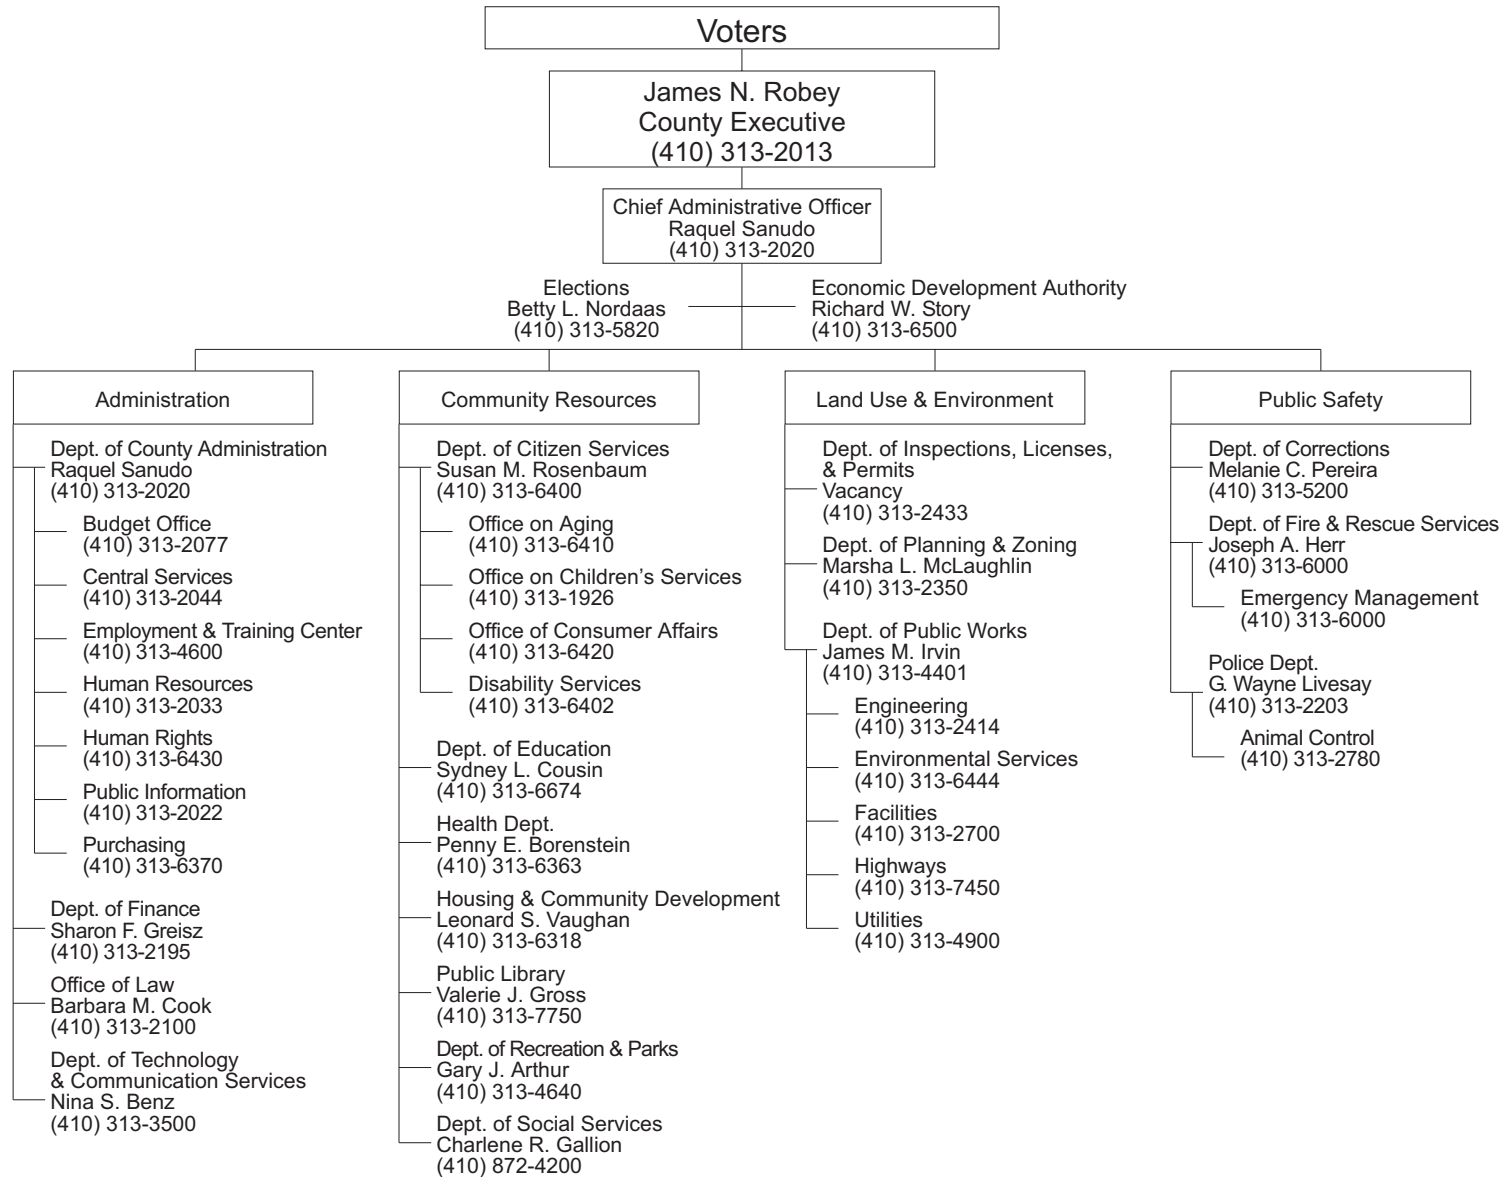 Voters
James N. Robey
County Executive
(410) 313-2013
Chief Administrative Officer
Raquel Sanudo
(410) 313-2020
Elections
Betty L. Nordaas
(410) 313-5820
Economic Development Authority
Richard W. Story
(410) 313-6500
Administration
Dept. of County Administration
Raquel Sanudo
(410) 313-2020
Budget Office
(410) 313-2077
Central Services
(410) 313-2044
Employment & Training Center
(410) 313-4600
Human Resources
(410) 313-2033
Human Rights
(410) 313-6430
Public Information
(410) 313-2022
Purchasing
(410) 313-6370
Dept. of Finance
Sharon F. Greisz
(410) 313-2195
Office of Law
Barbara M. Cook
(410) 313-2100
Dept. of Technology
& Communication Services
Nina S. Benz
(410) 313-3500
Community Resources
Dept. of Citizen Services
Susan M. Rosenbaum
(410) 313-6400
Office on Aging
(410) 313-6410
Office on Children's Services
(410) 313-1926
Office of Consumer Affairs
(410) 313-6420
Disability Services
(410) 313-6402
Dept. of Education
Sydney L. Cousin
(410) 313-6674
Health Dept.
Penny E. Borenstein
(410) 313-6363
Housing & Community Development
Leonard S. Vaughan
(410) 313-6318
Public Library
Valerie J. Gross
(410) 313-7750
Dept. of Recreation & Parks
Gary J. Arthur
(410) 313-4640
Dept. of Social Services
Charlene R. Gallion
(410) 872-4200
Land Use & Environment
Dept. of Inspections, Licenses,
& Permits
Vacancy
(410) 313-2433
Dept. of Planning & Zoning
Marsha L. McLaughlin
(410) 313-2350
Dept. of Public Works
James M. Irvin
(410) 313-4401
Engineering
(410) 313-2414
Environmental Services
(410) 313-6444
Facilities
(410) 313-2700
Highways
(410) 313-7450
Utilities
(410) 313-4900
Public Safety
Dept. of Corrections
Melanie C. Pereira
(410) 313-5200
Dept. of Fire & Rescue Services
Joseph A. Herr
(410) 313-6000
Emergency Management
(410) 313-6000
Police Dept.
G. Wayne Livesay
(410) 313-2203
Animal Control
(410) 313-2780